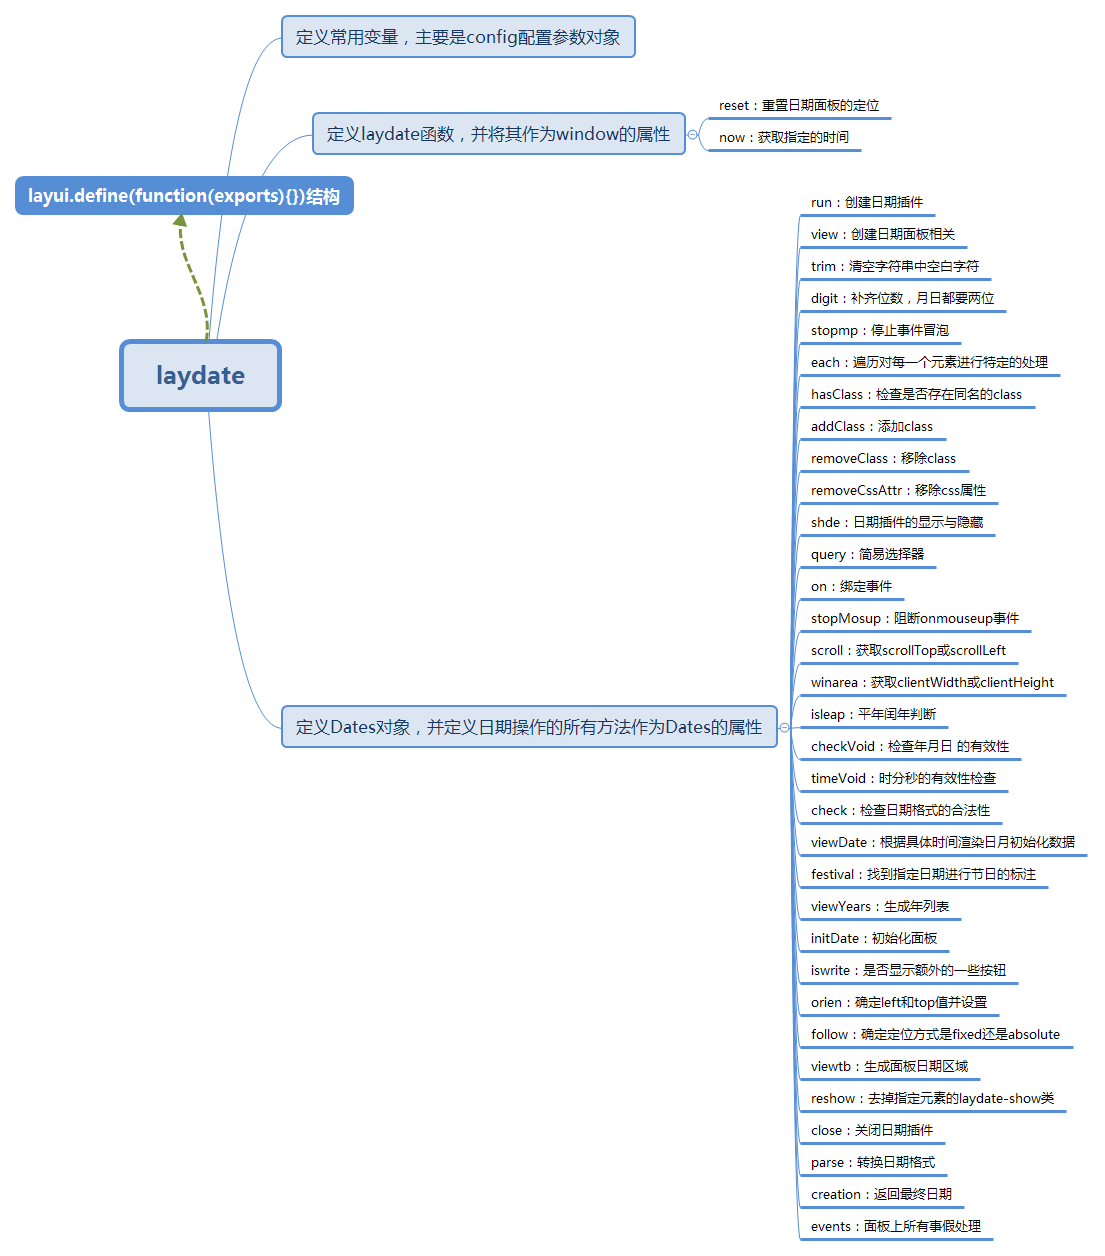 定义常用变量，主要是config配置参数对象
定义laydate函数，并将其作为window的属性
reset：重置日期面板的定位
now：获取指定的时间
layui.define(function(exports){})结构
laydate
定义Dates对象，并定义日期操作的所有方法作为Dates的属性
run：创建日期插件
view：创建日期面板相关
trim：清空字符串中空白字符
digit：补齐位数，月日都要两位
stopmp：停止事件冒泡
each：遍历对每一个元素进行特定的处理
hasClass：检查是否存在同名的class
addClass：添加class
removeClass：移除class
removeCssAttr：移除css属性
shde：日期插件的显示与隐藏
query：简易选择器
on：绑定事件
stopMosup：阻断onmouseup事件
scroll：获取scrollTop或scrollLeft
winarea：获取clientWidth或clientHeight
isleap：平年闰年判断
checkVoid：检查年月日 的有效性
timeVoid：时分秒的有效性检查
check：检查日期格式的合法性
viewDate：根据具体时间渲染日月初始化数据
festival：找到指定日期进行节日的标注
viewYears：生成年列表
initDate：初始化面板
iswrite：是否显示额外的一些按钮
orien：确定left和top值并设置
follow：确定定位方式是fixed还是absolute
viewtb：生成面板日期区域
reshow：去掉指定元素的laydate-show类
close：关闭日期插件
parse：转换日期格式
creation：返回最终日期
events：面板上所有事假处理